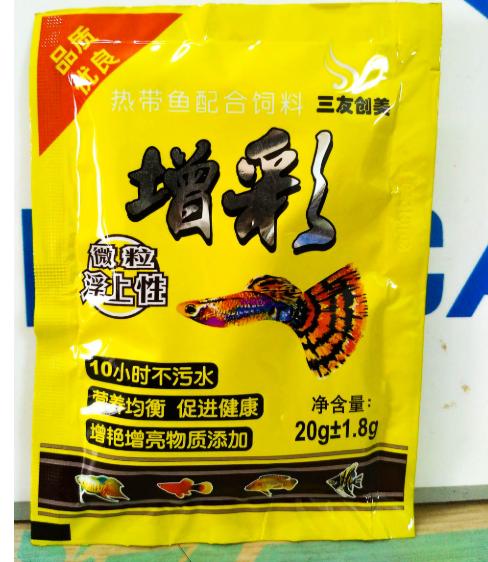 品质
优良
热带鱼配合饲料
三友创美
增彩
微粒
浮上性
10小时不污水
营养均衡 促进健康
增艳增亮物质添加
净含量:
20g±1.8g
CA